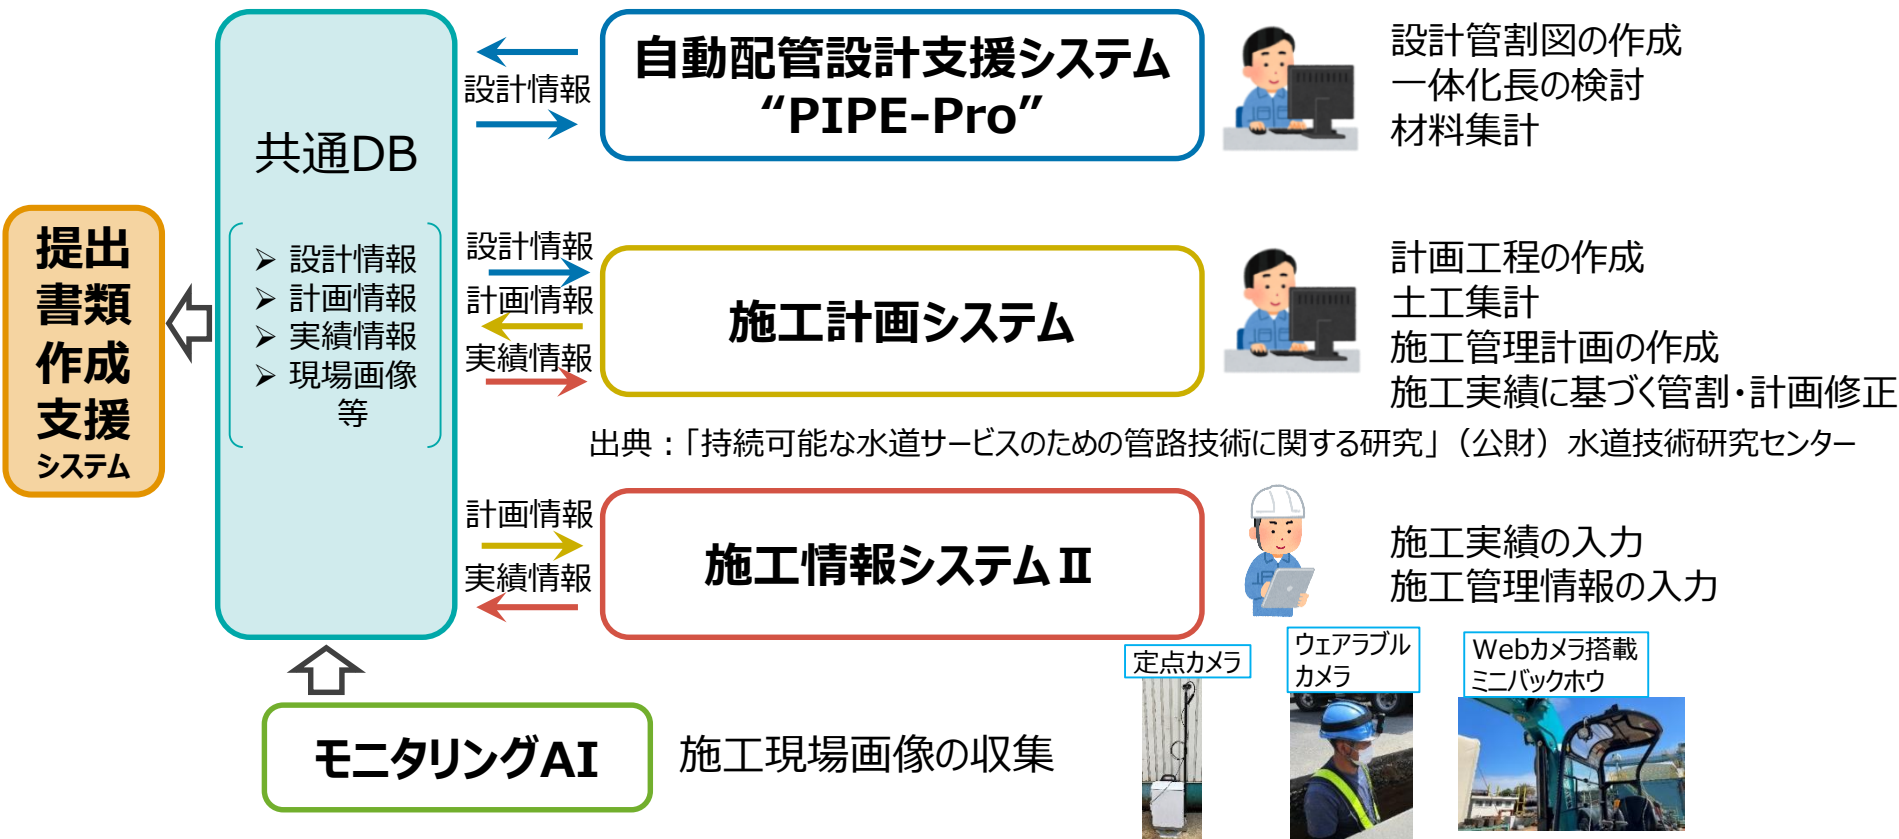 自動配管設計支援システム
“PIPE-Pro”
設計情報
設計管割図の作成
一体化長の検討
材料集計
共通DB
➢ 設計情報
➢ 計画情報
➢ 実績情報
➢ 現場画像
等
提出
書類
作成
支援
システム
設計情報
計画情報
実績情報
施工計画システム
計画工程の作成
土工集計
施工管理計画の作成
施工実績に基づく管割・計画修正
出典：「持続可能な水道サービスのための管路技術に関する研究」（公財）水道技術研究センター
計画情報
実績情報
施工情報システムⅡ
施工実績の入力
施工管理情報の入力
モニタリングAI
施工現場画像の収集
定点カメラ
ウェアラブル
カメラ
Webカメラ搭載
ミニバックホウ